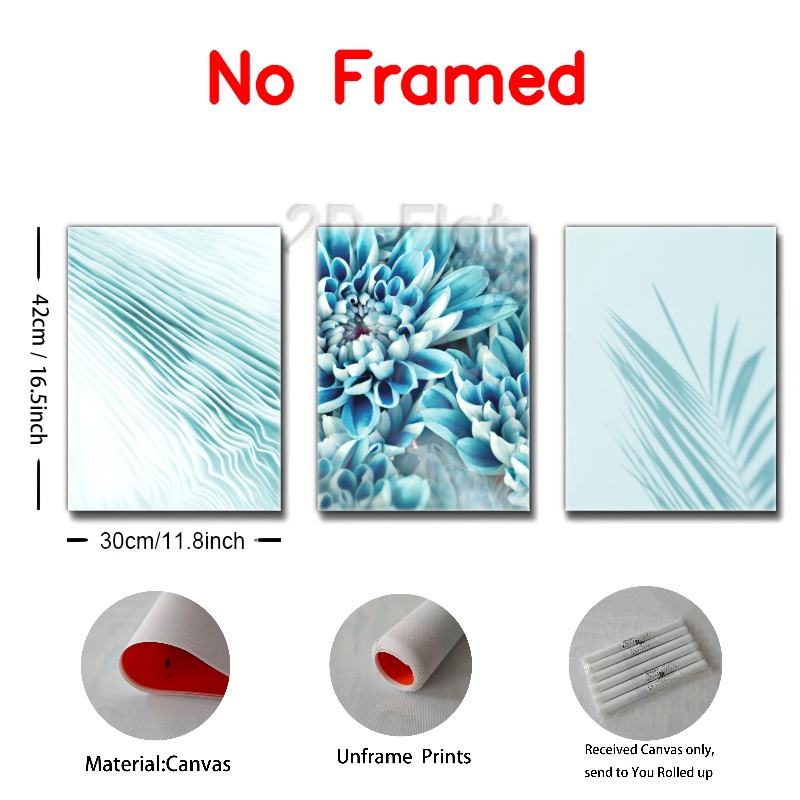 No Framed
2D Flat
42cm / 16.5inch
30cm/11.8inch
Material:Canvas
Unframe Prints
Received Canvas only,
send to You Rolled up